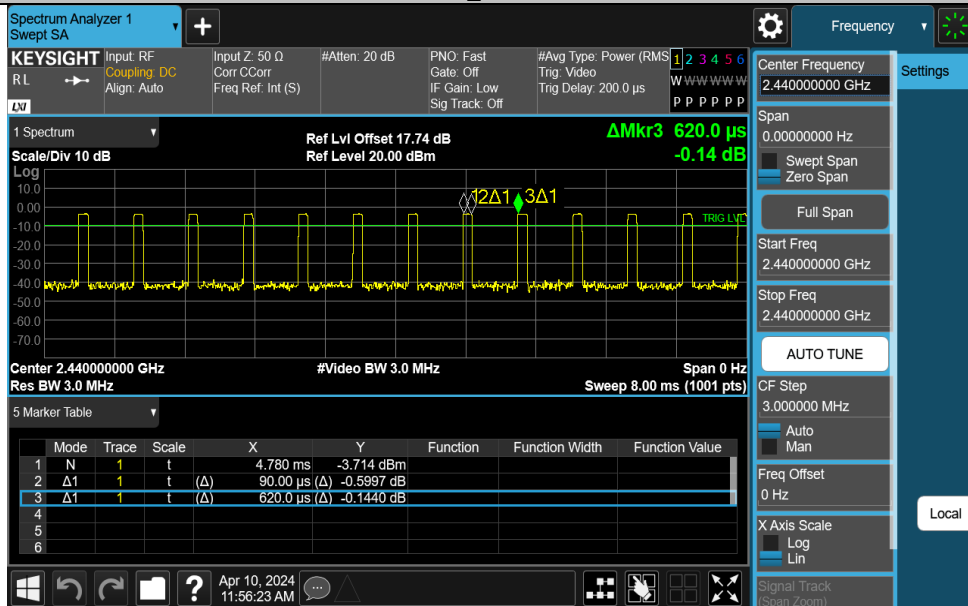 Spectrum Analyzer 1
Swept SA
+
Frequency
KEYSIGHT
RL
LXI
Input: RF
Coupling: DC
Align: Auto
Input Z: 50 Ω
Corr CCorr
Freq Ref: Int (S)
#Atten: 20 dB
PNO: Fast
Gate: Off
IF Gain: Low
Sig Track: Off
#Avg Type: Power (RMS
Trig: Video
Trig Delay: 200.0 µs
1 2 3 4 5 6
W W W W W W
P P P P P P
1 Spectrum
Scale/Div 10 dB
Ref Lvl Offset 17.74 dB
Ref Level 20.00 dBm
ΔMkr3 620.0 µs
-0.14 dB
Log
10.0
0.00
-10.0
-20.0
-30.0
-40.0
-50.0
-60.0
-70.0
12Δ1
3Δ1
TRIG LVL
Center 2.440000000 GHz
Res BW 3.0 MHz
#Video BW 3.0 MHz
Span 0 Hz
Sweep 8.00 ms (1001 pts)
5 Marker Table
Mode Trace Scale X Y Function Function Width Function Value
1 N 1 t 4.780 ms -3.714 dBm
2 Δ1 1 t (Δ) 90.00 µs (Δ) -0.5997 dB
3 Δ1 1 t (Δ) 620.0 µs (Δ) -0.1440 dB
4
5
6
?
Apr 10, 2024
11:56:23 AM
Center Frequency
2.440000000 GHz
Span
0.00000000 Hz
Swept Span
Zero Span
Full Span
Start Freq
2.440000000 GHz
Stop Freq
2.440000000 GHz
AUTO TUNE
CF Step
3.000000 MHz
Auto
Man
Freq Offset
0 Hz
X Axis Scale
Log
Lin
Signal Track
(Span Zoom)
Settings
Local